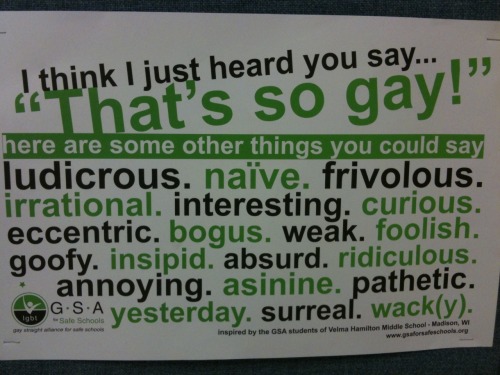 I think I just heard you say...
"That's so gay!"
here are some other things you could say
ludicrous. naïve. frivolous.
irrational. interesting. curious.
eccentric. bogus. weak. foolish.
goofy. insipid. absurd. ridiculous.
annoying. asinine. pathetic.
yesterday. surreal. wack(y).
lgbt
G·S·A
for Safe Schools
gay straight alliance for safe schools
inspired by the GSA students of Velma Hamilton Middle School - Madison, WI
www.gsaforsafeschools.org